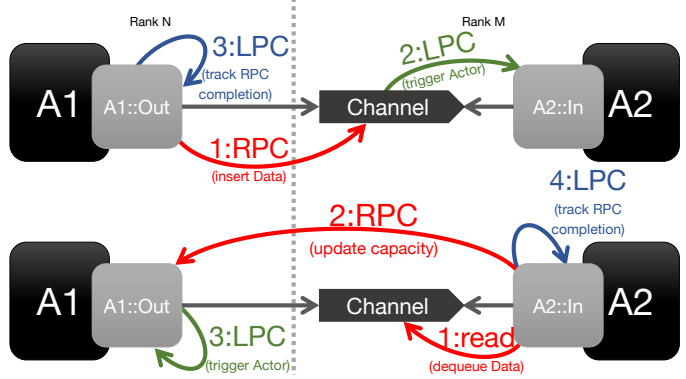 Rank N
Rank M
3:LPC
(track RPC
completion)
2:LPC
(trigger Actor)
A1
A1::Out
Channel
A2::In
A2
1:RPC
(insert Data)
4:LPC
(track RPC
completion)
2:RPC
(update capacity)
A1
A1::Out
Channel
A2::In
A2
3:LPC
(trigger Actor)
1:read
(dequeue Data)